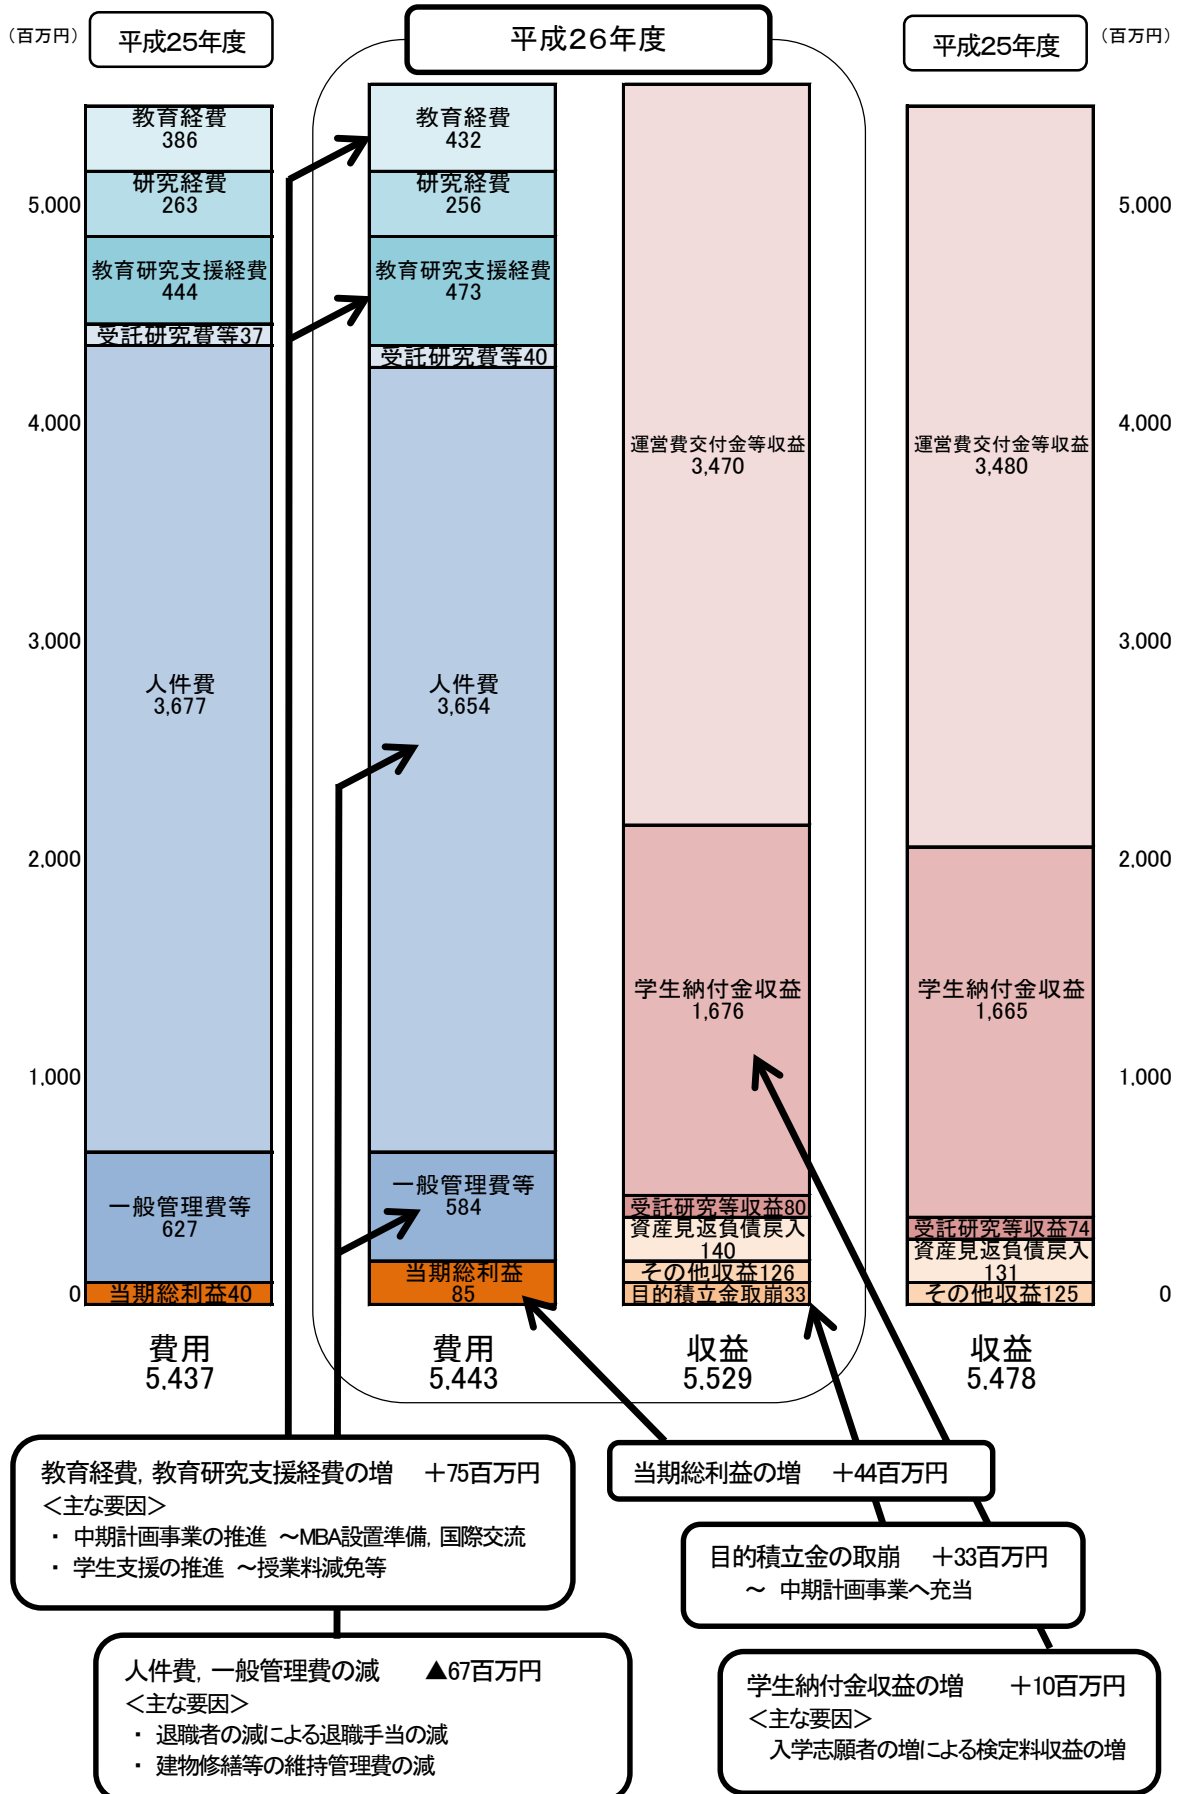 （百万円）
平成25年度
平成26年度
平成25年度
（百万円）
5,000
4,000
3,000
2,000
1,000
0
教育経費
386
研究経費
263
教育研究支援経費
444
受託研究費等37
人件費
3,677
一般管理費等
627
当期総利益40
費用
5,437
教育経費
432
研究経費
256
教育研究支援経費
473
受託研究費等40
人件費
3,654
一般管理費等
584
当期総利益
85
費用
5,443
運営費交付金等収益
3,470
学生納付金収益
1,676
受託研究等収益80
資産見返負債戻入
140
その他収益126
目的積立金取崩33
収益
5,529
運営費交付金等収益
3,480
学生納付金収益
1,665
受託研究等収益74
資産見返負債戻入
131
その他収益125
収益
5,478
5,000
4,000
3,000
2,000
1,000
0
教育経費, 教育研究支援経費の増　＋75百万円
＜主な要因＞
・ 中期計画事業の推進 ～MBA設置準備, 国際交流
・ 学生支援の推進 ～授業料減免等
人件費, 一般管理費の減　▲67百万円
＜主な要因＞
・ 退職者の減による退職手当の減
・ 建物修繕等の維持管理費の減
当期総利益の増　＋44百万円
目的積立金の取崩　＋33百万円
～ 中期計画事業へ充当
学生納付金収益の増　＋10百万円
＜主な要因＞
入学志願者の増による検定料収益の増